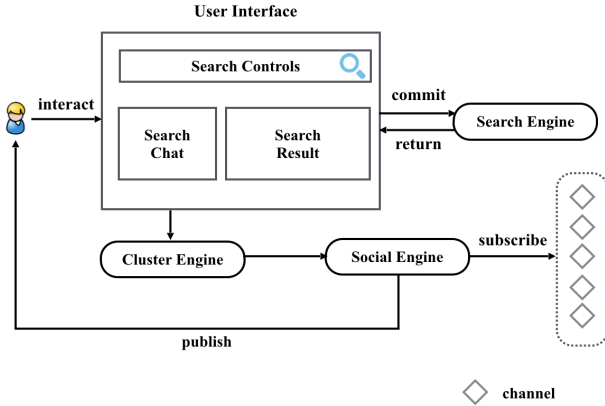 User Interface
Search Controls
interact
commit
Search
Chat
Search
Result
Search Engine
return
subscribe
Cluster Engine
Social Engine
publish
channel